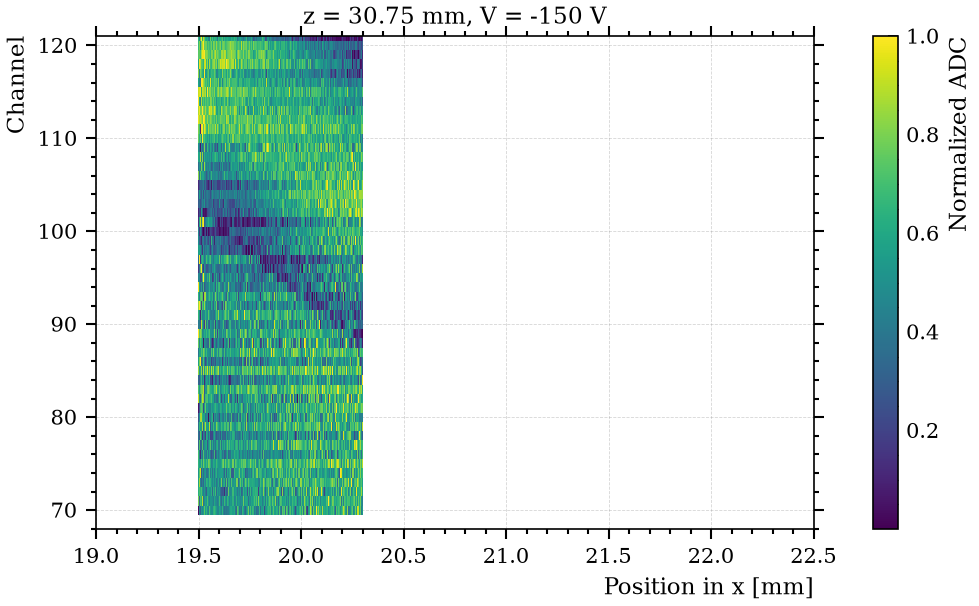 z = 30.75 mm, V = -150 V
Channel
120
110
100
90
80
70
19.0 19.5 20.0 20.5 21.0 21.5 22.0 22.5
Position in x [mm]
1.0
0.8
0.6
0.4
0.2
Normalized ADC